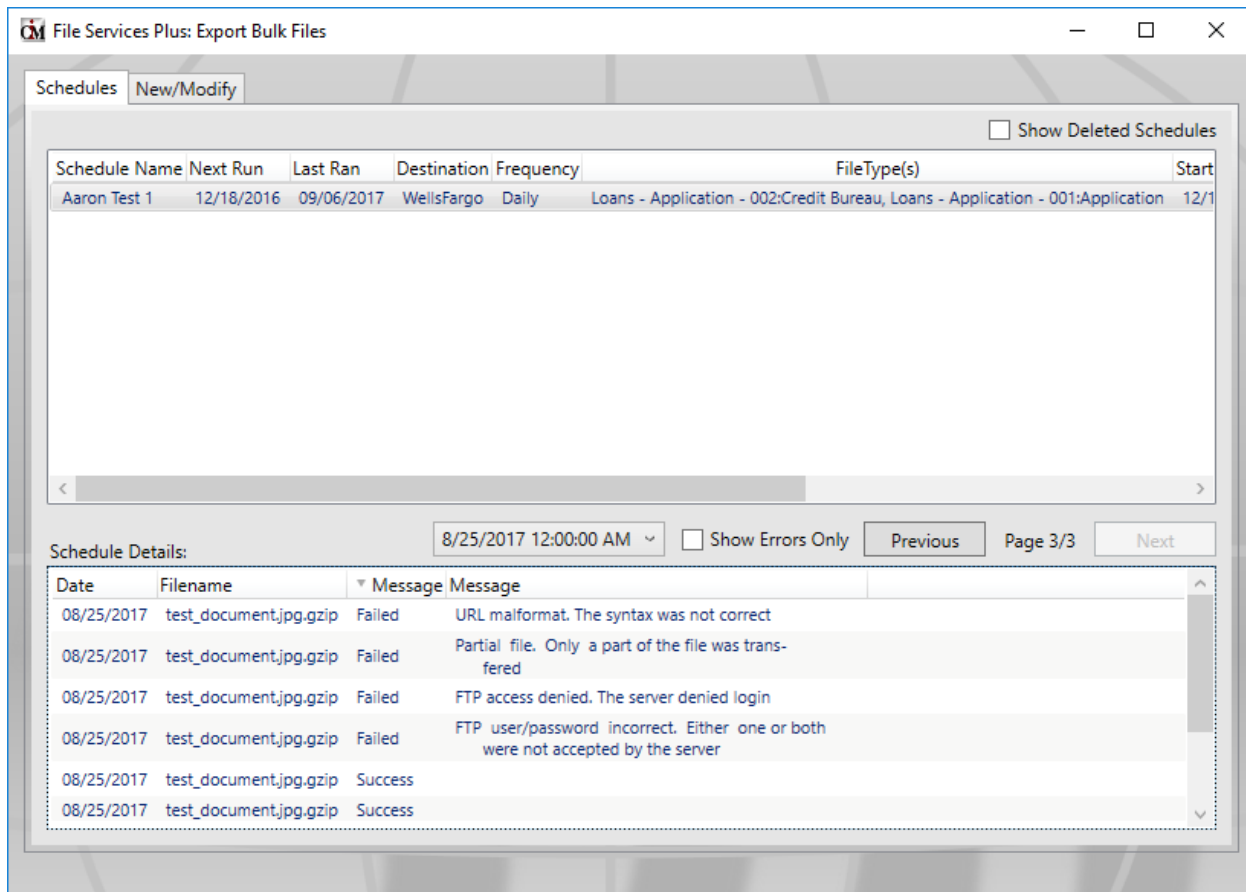 CIM File Services Plus: Export Bulk Files
Schedules New/Modify
Show Deleted Schedules
Schedule Name Next Run Last Ran Destination Frequency FileType(s) Start
Aaron Test 1 12/18/2016 09/06/2017 WellsFargo Daily Loans - Application - 002:Credit Bureau, Loans - Application - 001:Application 12/1
Schedule Details: 8/25/2017 12:00:00 AM Show Errors Only Previous Page 3/3 Next
Date Filename Message Message
08/25/2017 test_document.jpg.gzip Failed URL malformat. The syntax was not correct
08/25/2017 test_document.jpg.gzip Failed Partial file. Only a part of the file was trans-
fered
08/25/2017 test_document.jpg.gzip Failed FTP access denied. The server denied login
08/25/2017 test_document.jpg.gzip Failed FTP user/password incorrect. Either one or both
were not accepted by the server
08/25/2017 test_document.jpg.gzip Success
08/25/2017 test_document.jpg.gzip Success